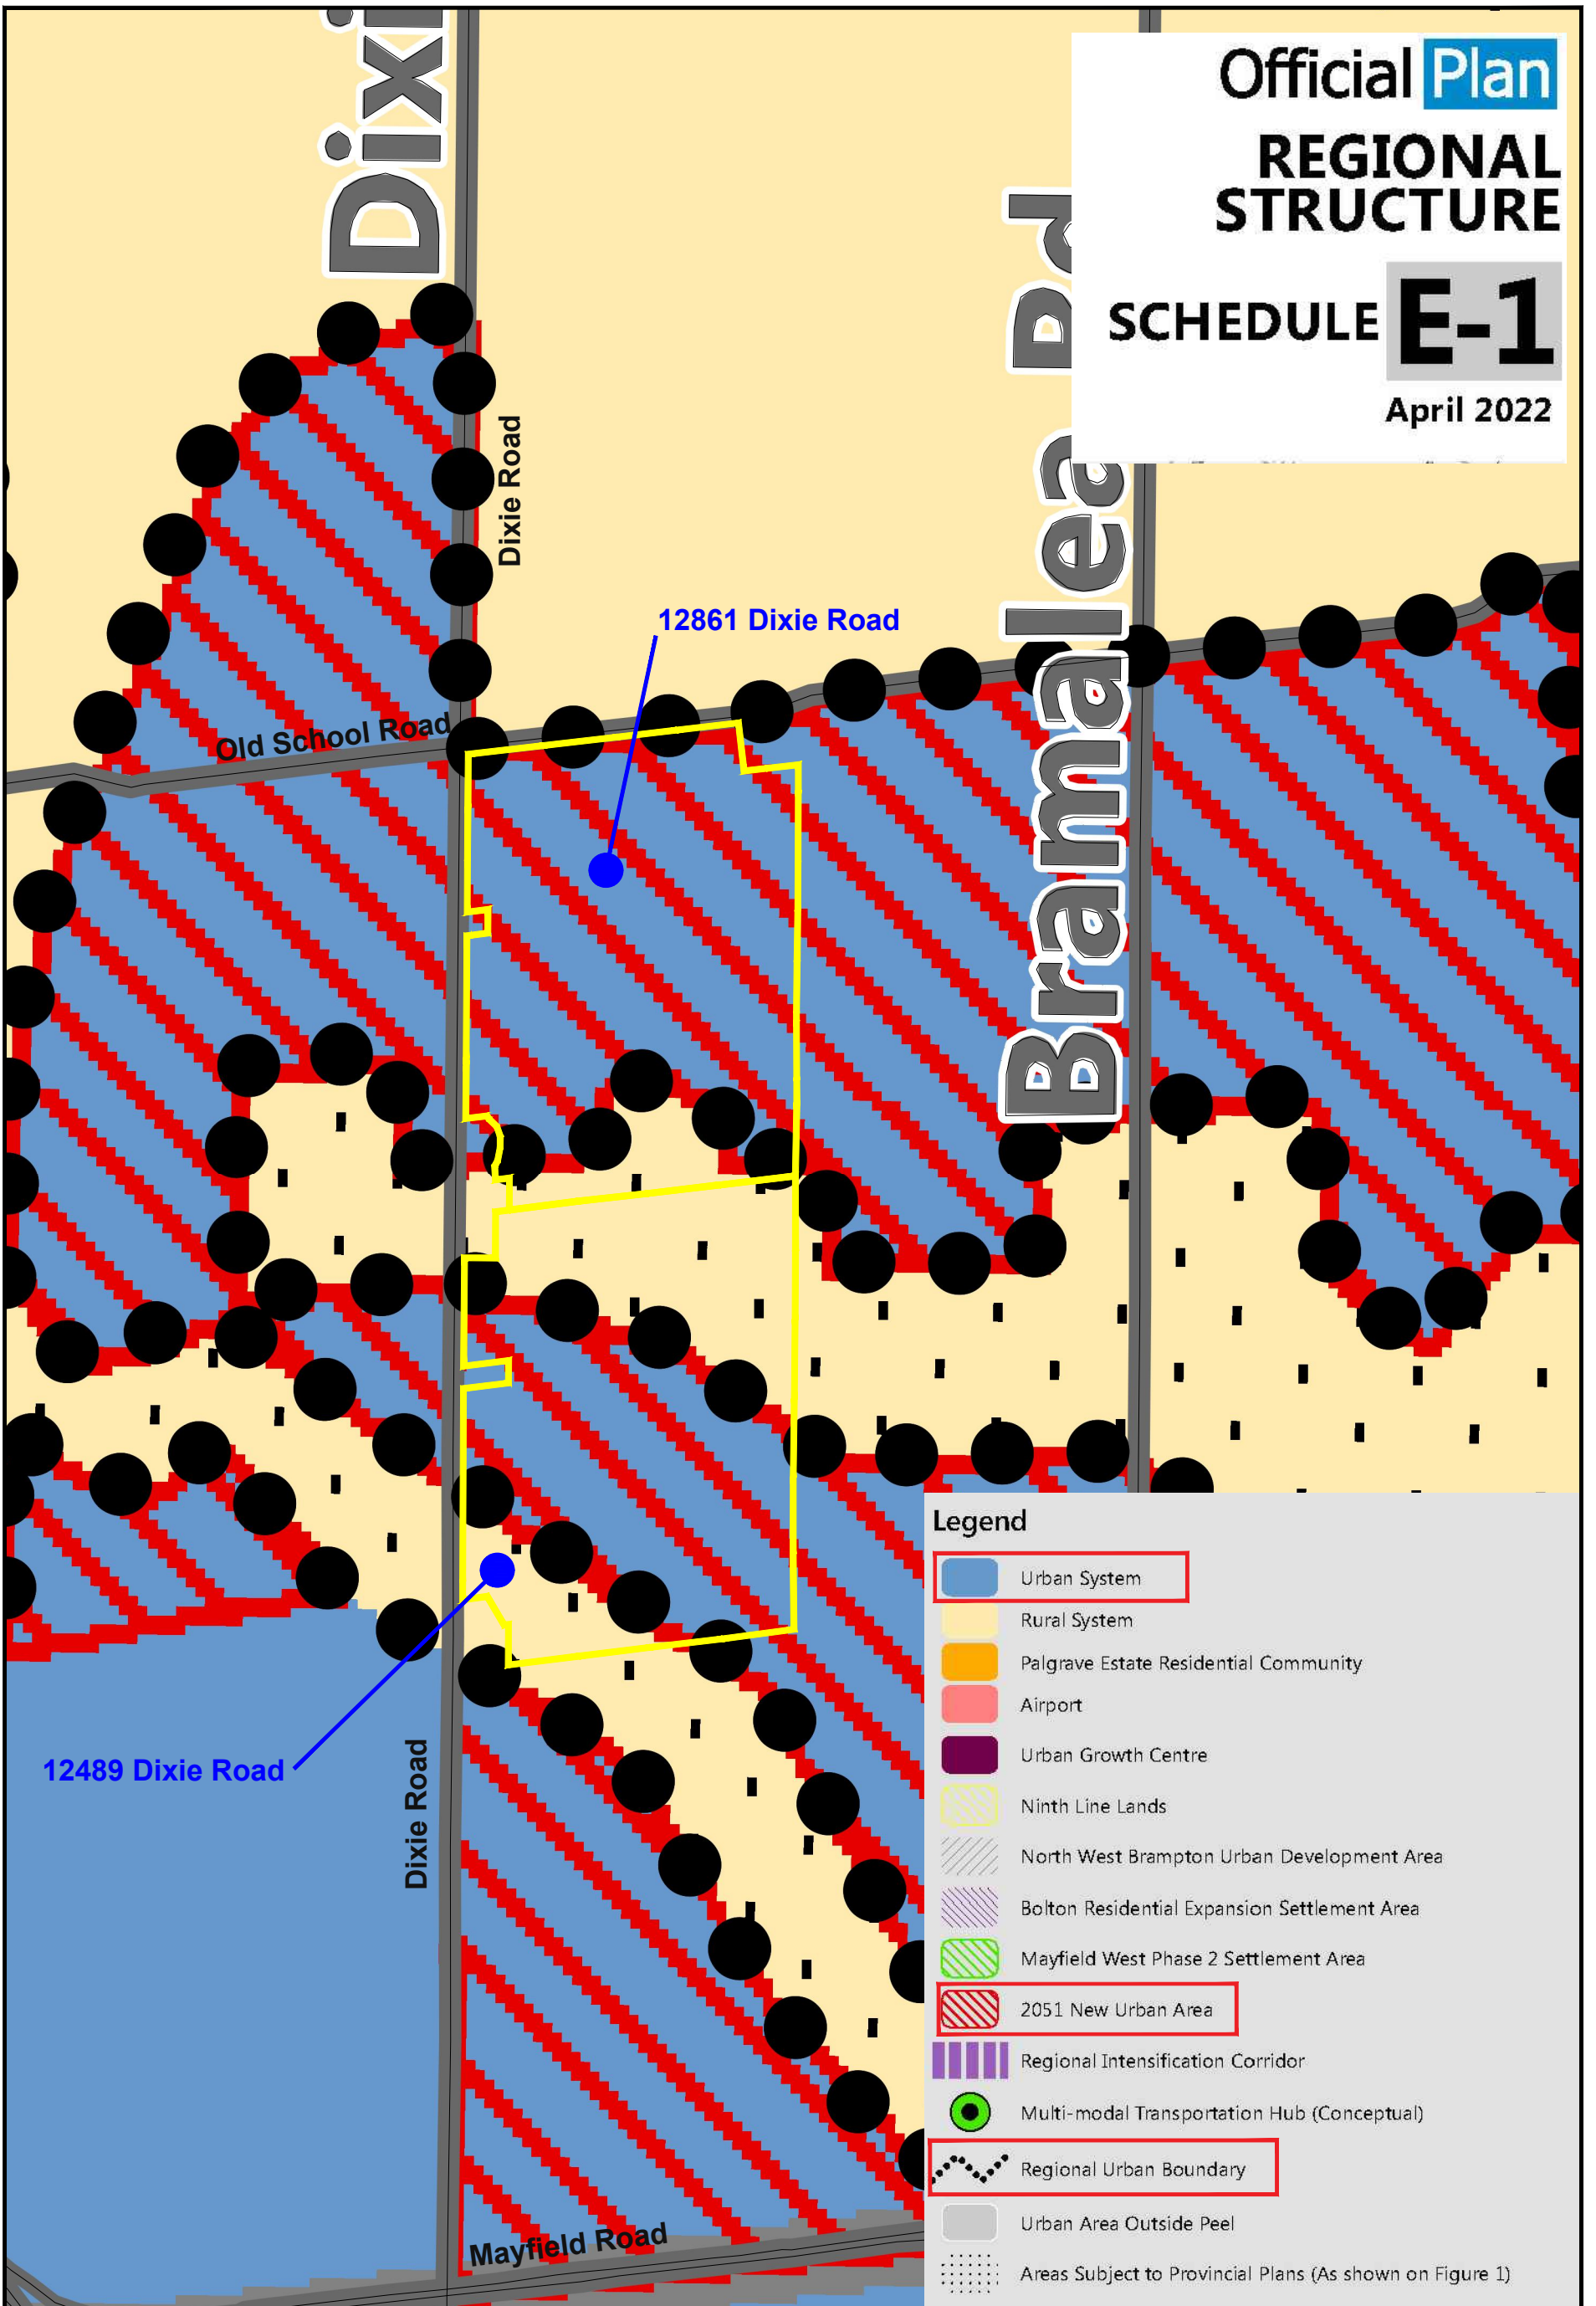 Official Plan
REGIONAL
STRUCTURE
SCHEDULE E-1
April 2022
Dixi
Dixie Road
12861 Dixie Road
Old School Road
Bramalea Rd
12489 Dixie Road
Dixie Road
Mayfield Road
Legend
Urban System
Rural System
Palgrave Estate Residential Community
Airport
Urban Growth Centre
Ninth Line Lands
North West Brampton Urban Development Area
Bolton Residential Expansion Settlement Area
Mayfield West Phase 2 Settlement Area
2051 New Urban Area
Regional Intensification Corridor
Multi-modal Transportation Hub (Conceptual)
Regional Urban Boundary
Urban Area Outside Peel
Areas Subject to Provincial Plans (As shown on Figure 1)